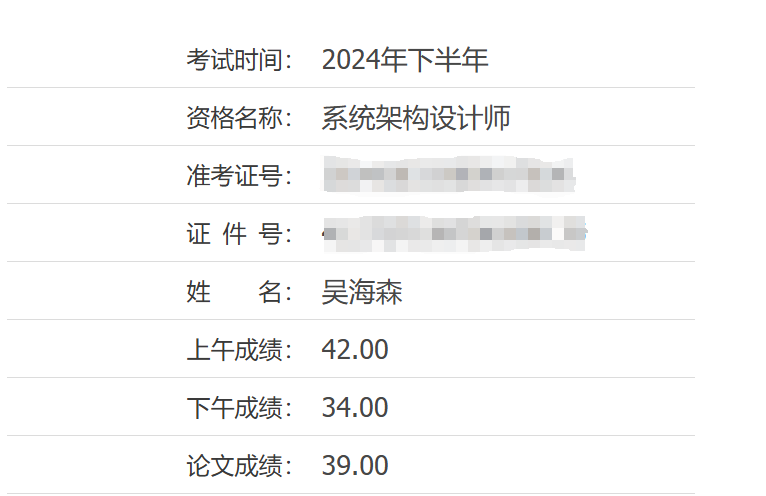 考试时间： 2024年下半年
资格名称： 系统架构设计师
准考证号：
证 件 号：
姓 名： 吴海森
上午成绩： 42.00
下午成绩： 34.00
论文成绩： 39.00